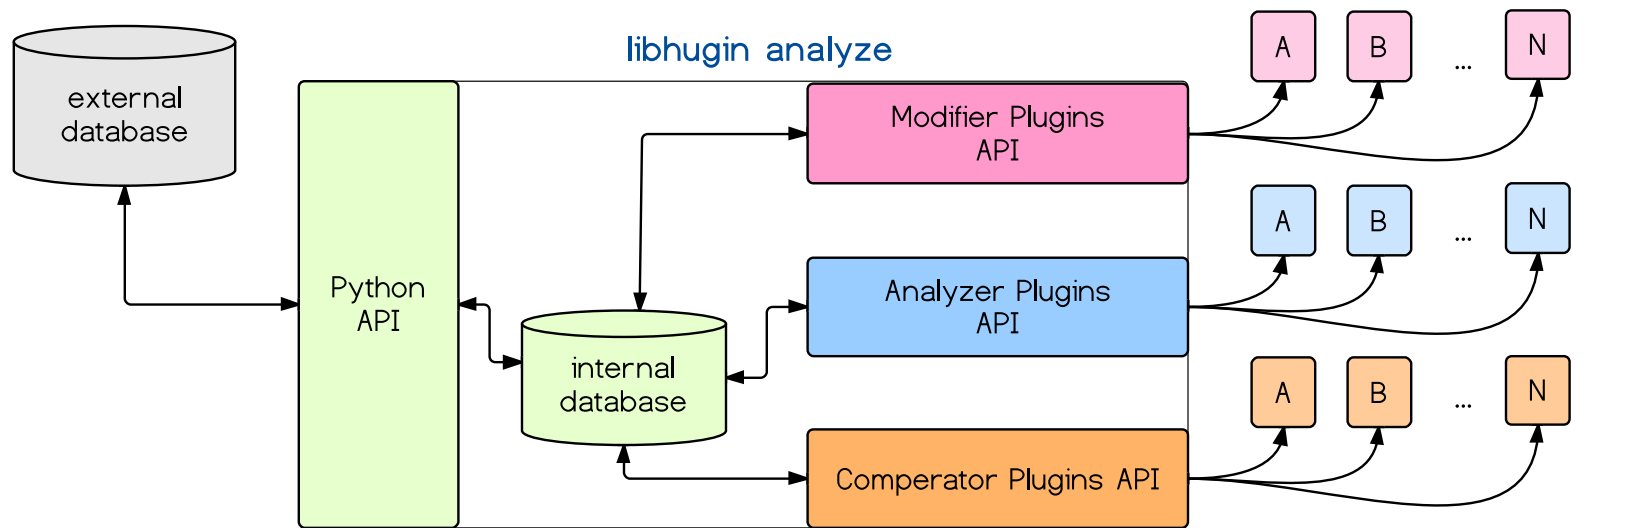 libhugin analyze
external
database
Python
API
internal
database
Modifier Plugins
API
A
B
...
N
Analyzer Plugins
API
A
B
...
N
Comperator Plugins API
A
B
...
N